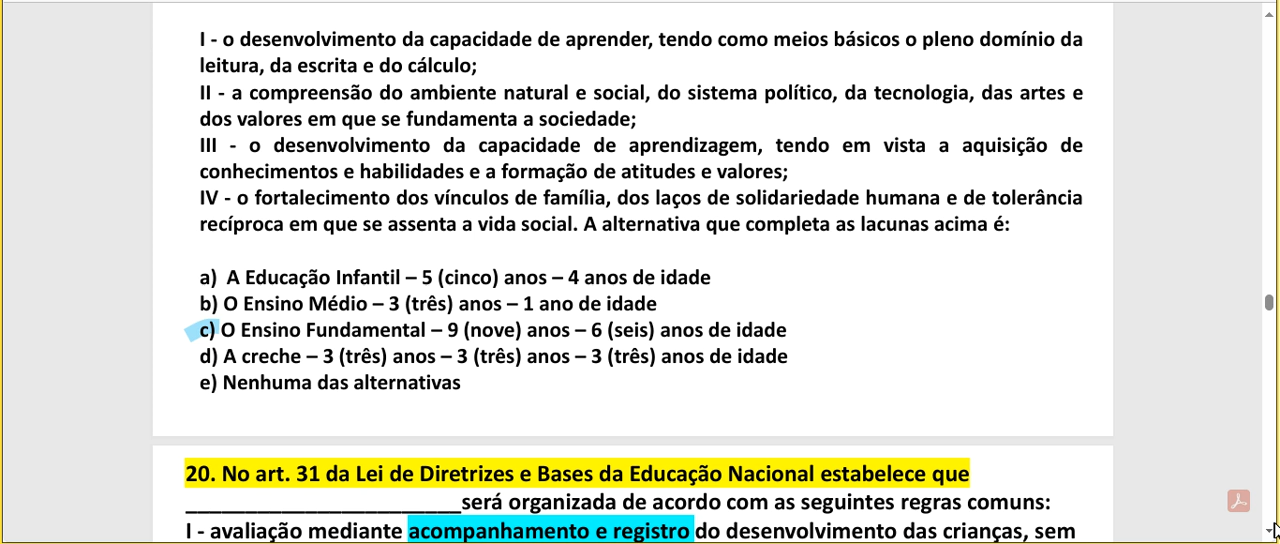 I - o desenvolvimento da capacidade de aprender, tendo como meios básicos o pleno domínio da
leitura, da escrita e do cálculo;
II - a compreensão do ambiente natural e social, do sistema político, da tecnologia, das artes e
dos valores em que se fundamenta a sociedade;
III - o desenvolvimento da capacidade de aprendizagem, tendo em vista a aquisição de
conhecimentos e habilidades e a formação de atitudes e valores;
IV - o fortalecimento dos vínculos de família, dos laços de solidariedade humana e de tolerância
recíproca em que se assenta a vida social. A alternativa que completa as lacunas acima é:
a) A Educação Infantil – 5 (cinco) anos – 4 anos de idade
b) O Ensino Médio – 3 (três) anos – 1 ano de idade
c) O Ensino Fundamental – 9 (nove) anos – 6 (seis) anos de idade
d) A creche – 3 (três) anos – 3 (três) anos – 3 (três) anos de idade
e) Nenhuma das alternativas
20. No art. 31 da Lei de Diretrizes e Bases da Educação Nacional estabelece que
_______________________será organizada de acordo com as seguintes regras comuns:
I - avaliação mediante acompanhamento e registro do desenvolvimento das crianças, sem